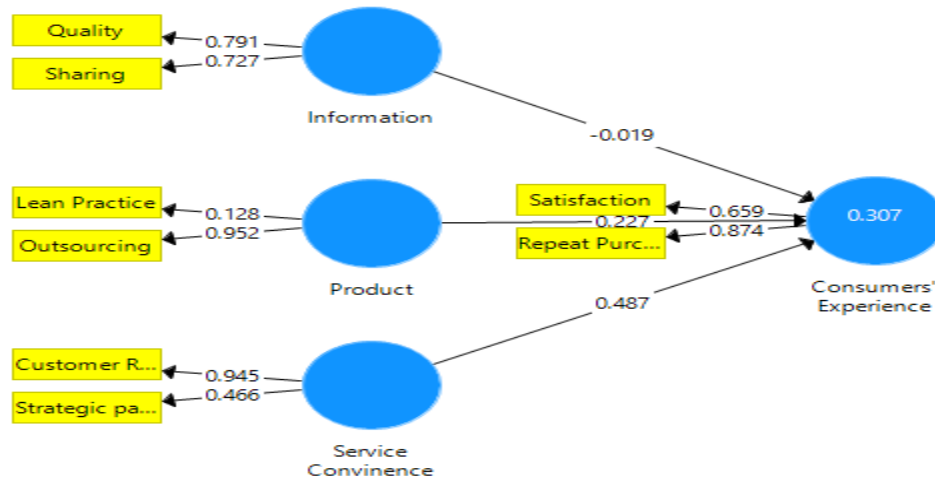 Quality
0.791
Sharing
0.727
Information
-0.019
Lean Practice
0.128
Outsourcing
0.952
Product
Satisfaction
0.659
0.227
Repeat Purc...
0.874
0.307
Consumers'
Experience
0.487
Customer R...
0.945
Strategic pa...
0.466
Service
Convinence